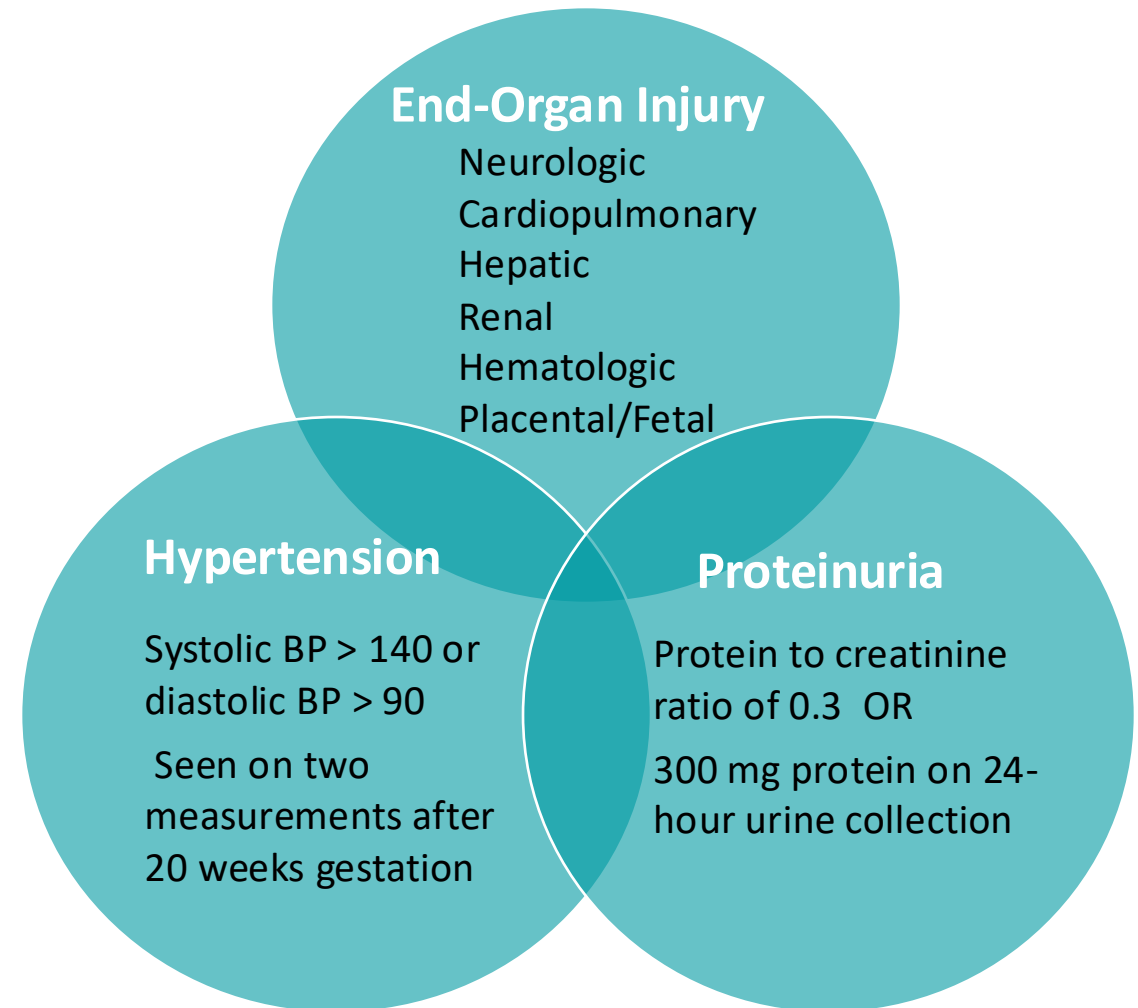 End-Organ Injury
Neurologic
Cardiopulmonary
Hepatic
Renal
Hematologic
Placental/Fetal
Hypertension
Systolic BP > 140 or
diastolic BP > 90
Seen on two
measurements after
20 weeks gestation
Proteinuria
Protein to creatinine
ratio of 0.3 OR
300 mg protein on 24-
hour urine collection